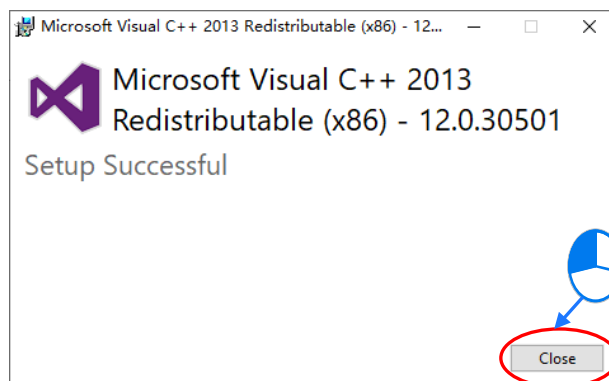 Microsoft Visual C++ 2013 Redistributable (x86) - 12...
Microsoft Visual C++ 2013
Redistributable (x86) - 12.0.30501
Setup Successful
Close